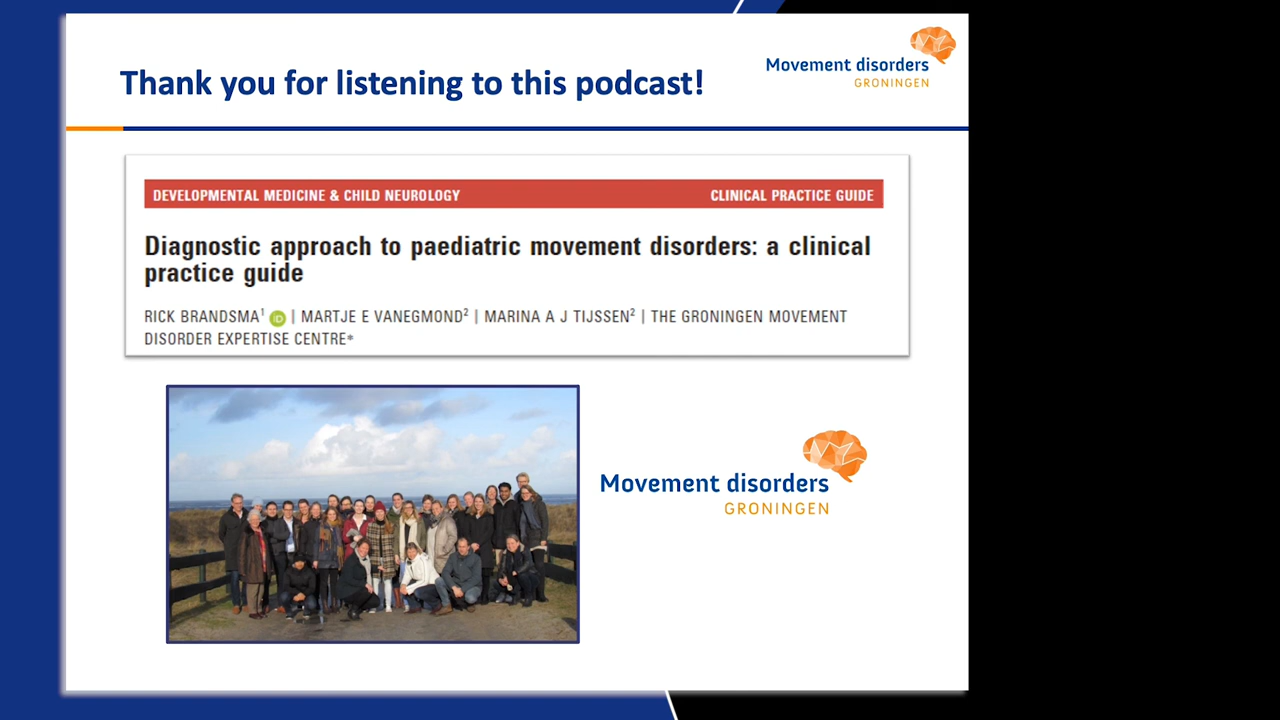 Thank you for listening to this podcast!
Movement disorders
GRONINGEN
DEVELOPMENTAL MEDICINE & CHILD NEUROLOGY CLINICAL PRACTICE GUIDE
Diagnostic approach to paediatric movement disorders: a clinical
practice guide
RICK BRANDSMA¹ iD | MARTJE E VANEGMOND² | MARINA A J TIJSSEN² | THE GRONINGEN MOVEMENT
DISORDER EXPERTISE CENTRE*
Movement disorders
GRONINGEN